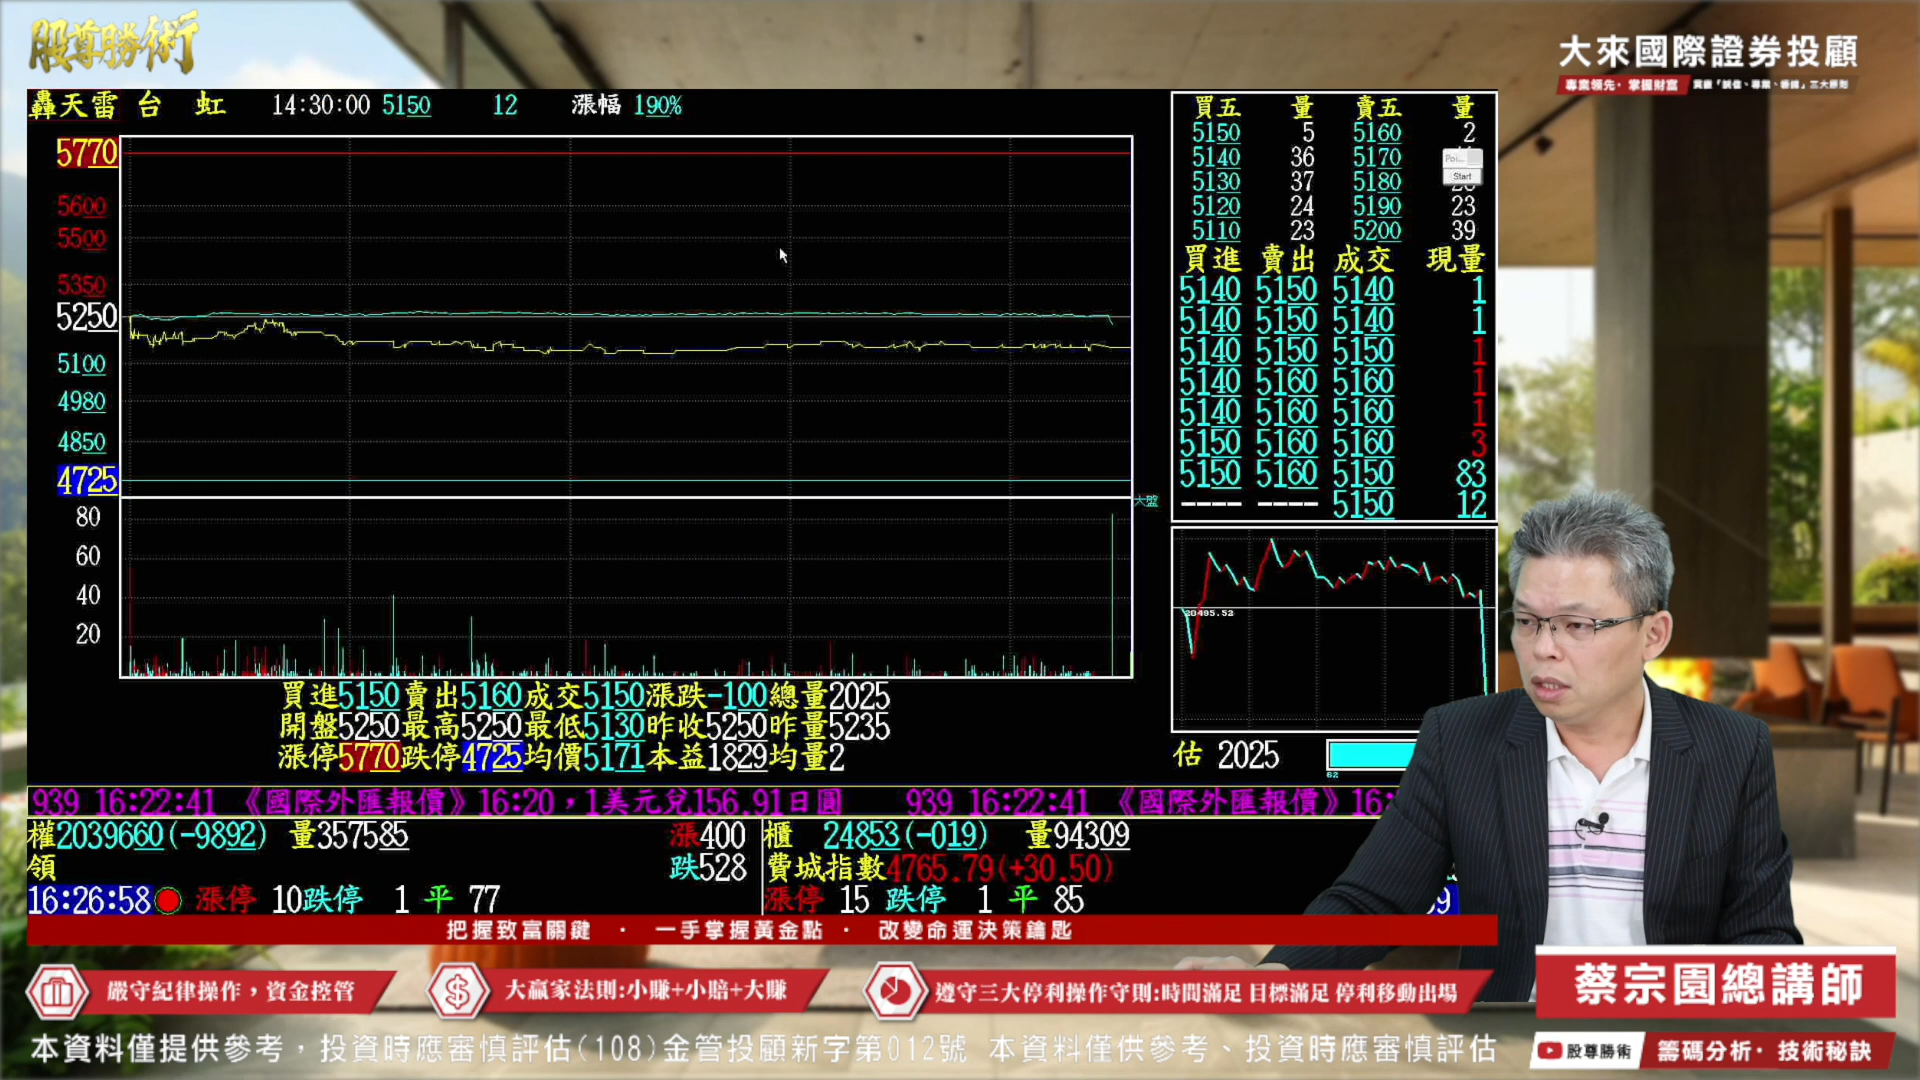 股尊勝術
大來國際證券投顧
專業領先・掌握財富
轟天雷 台 虹 14:30:00 5150 12 漲幅 190%
5770
5600
5500
5350
5250
5100
4980
4850
4725
80
60
40
20
大盤
買五 量 賣五 量
5150 5 5160 2
5140 36 5170
5130 37 5180
5120 24 5190 23
5110 23 5200 39
Poi...
Start
買進 賣出 成交 現量
5140 5150 5140 1
5140 5150 5140 1
5140 5150 5150 1
5140 5160 5160 1
5140 5160 5160 1
5150 5160 5160 3
5150 5160 5150 83
---- ---- 5150 12
20495.52
估 2025
62
買進5150賣出5160成交5150漲跌-100總量2025
開盤5250最高5250最低5130昨收5250昨量5235
漲停5770跌停4725均價5171本益1829均量2
939 16:22:41 《國際外匯報價》16:20，1美元兌156.91日圓 939 16:22:41 《國際外匯報價》16:
權2039660(-9892) 量357585 漲400 櫃 24853(-019) 量94309
領 跌528 費城指數4765.79(+30.50)
16:26:58 漲停 10跌停 1 平 77 漲停 15 跌停 1 平 85
把握致富關鍵 · 一手掌握黃金點 · 改變命運決策鑰匙
嚴守紀律操作，資金控管
大贏家法則:小賺+小賠+大賺
遵守三大停利操作守則:時間滿足 目標滿足 停利移動出場
蔡宗園總講師
本資料僅提供參考，投資時應審慎評估(108)金管投顧新字第012號 本資料僅供參考、投資時應審慎評估
股尊勝術
籌碼分析・技術秘訣